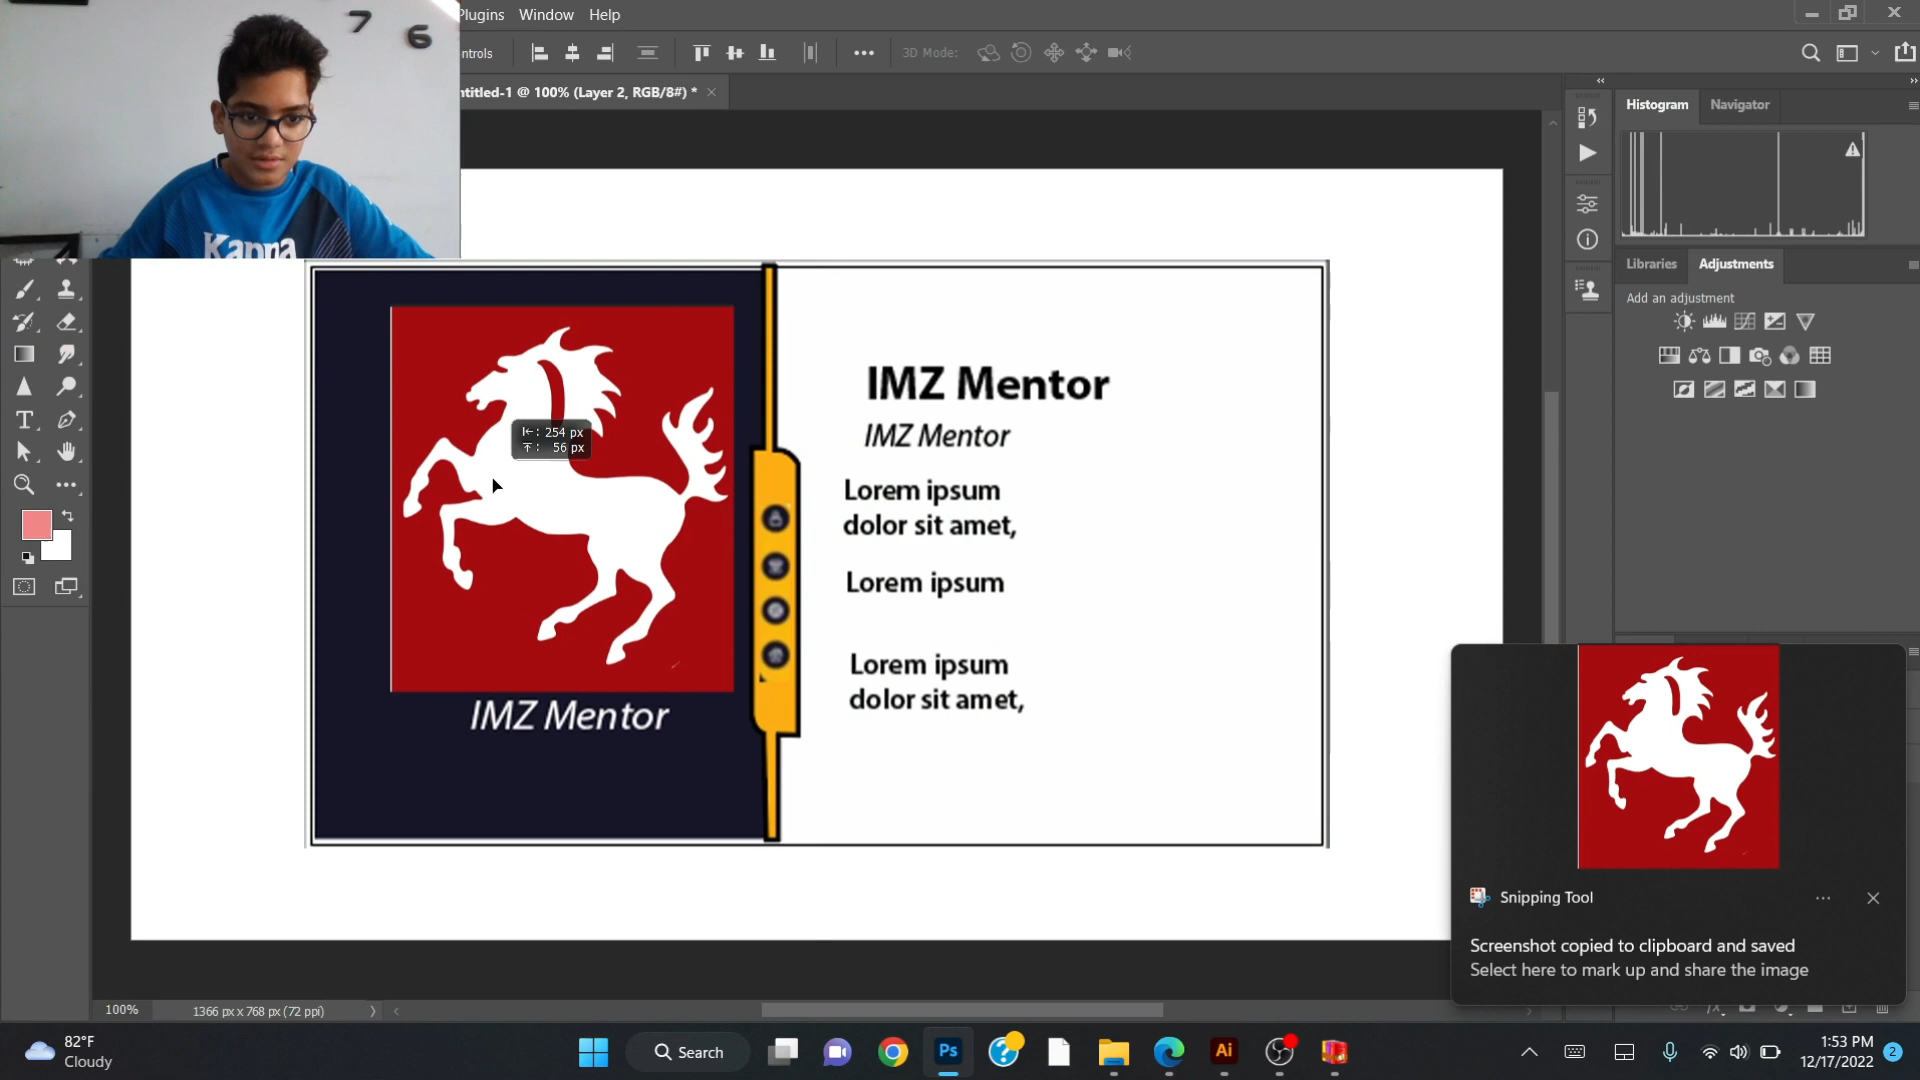 7
6
Kappa
Plugins Window Help
ntrols
3D Mode:
ntitled-1 @ 100% (Layer 2, RGB/8#) *
Histogram Navigator
Libraries Adjustments
Add an adjustment
IMZ Mentor
IMZ Mentor
Lorem ipsum
dolor sit amet,
Lorem ipsum
Lorem ipsum
dolor sit amet,
: 254 px
: 56 px
IMZ Mentor
Snipping Tool
Screenshot copied to clipboard and saved
Select here to mark up and share the image
100% 1366 px x 768 px (72 ppi)
82°F
Cloudy
Search
Ps
Ai
1:53 PM
12/17/2022
2